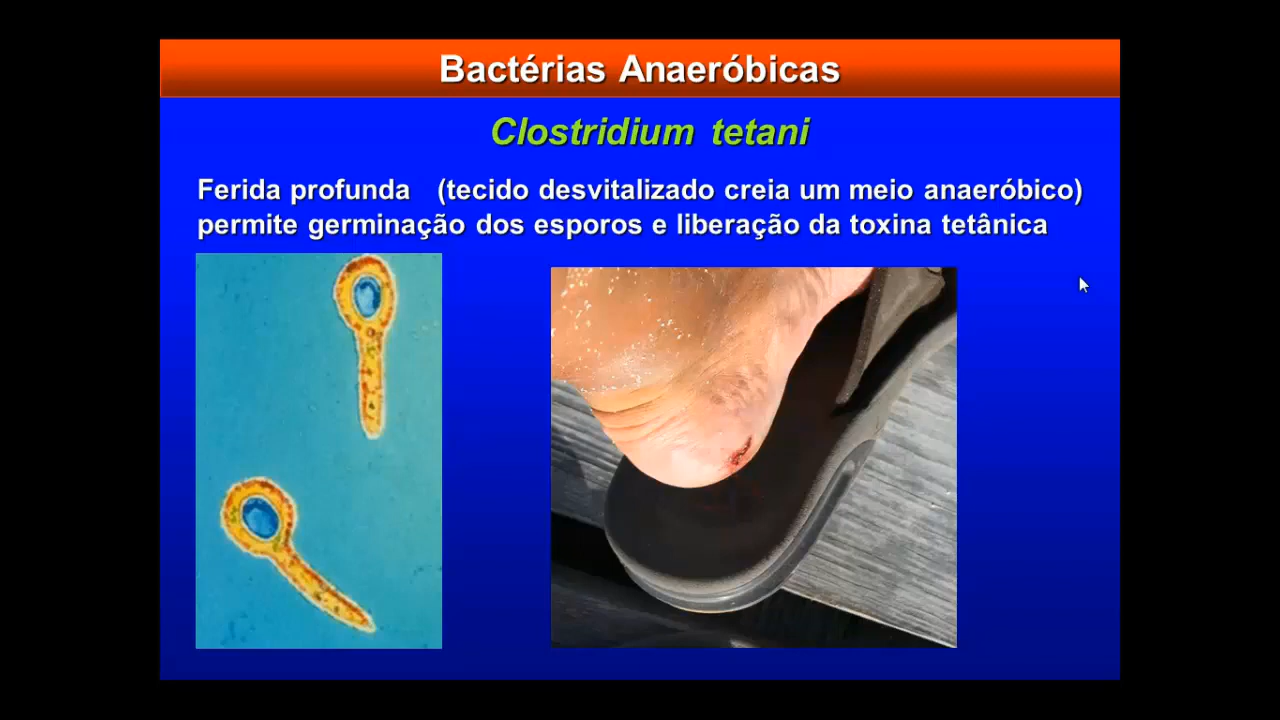 Bactérias Anaeróbicas
Clostridium tetani
Ferida profunda (tecido desvitalizado creia um meio anaeróbico)
permite germinação dos esporos e liberação da toxina tetânica